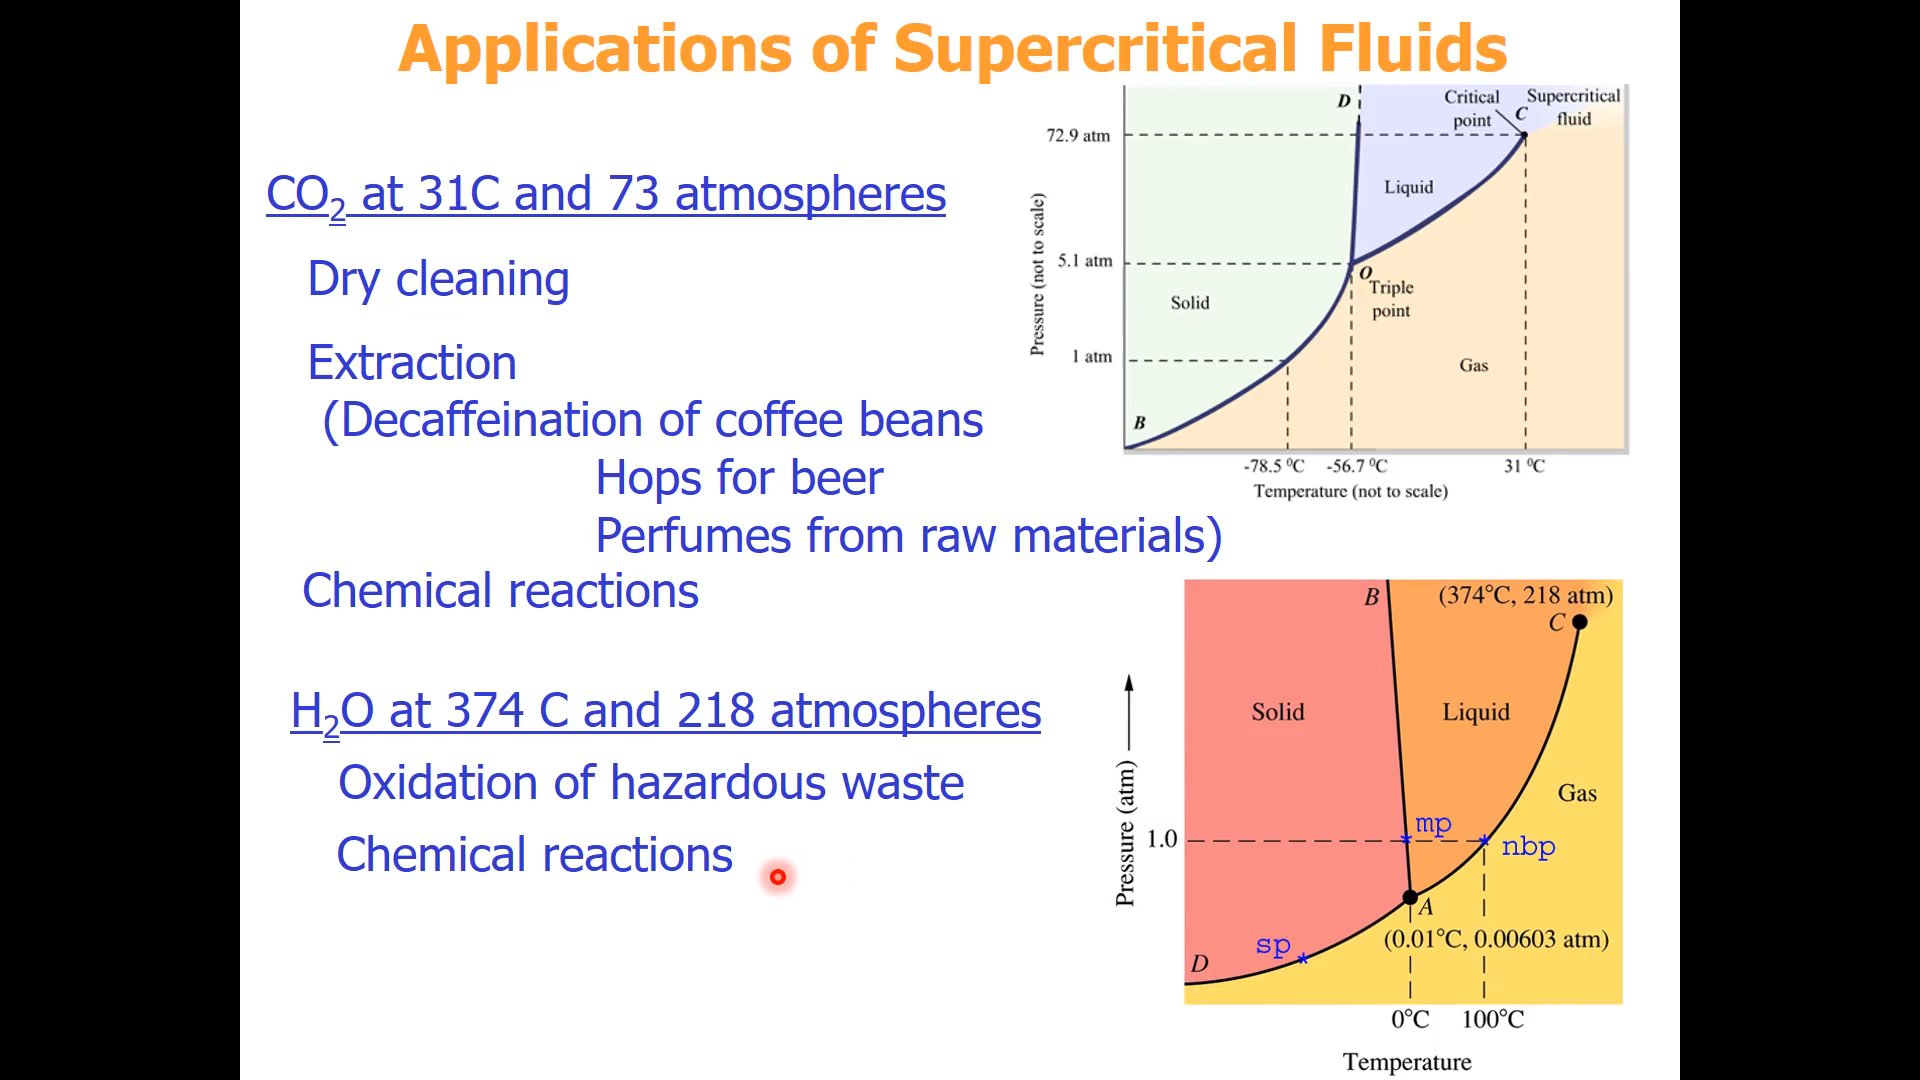 Applications of Supercritical Fluids
CO₂ at 31C and 73 atmospheres
Dry cleaning
Extraction
(Decaffeination of coffee beans
Hops for beer
Perfumes from raw materials)
Chemical reactions
H₂O at 374 C and 218 atmospheres
Oxidation of hazardous waste
Chemical reactions
D
Critical point
C
Supercritical fluid
72.9 atm
Liquid
Pressure (not to scale)
5.1 atm
O
Triple point
Solid
1 atm
Gas
B
-78.5 ⁰C
-56.7 ⁰C
31 ⁰C
Temperature (not to scale)
B
(374°C, 218 atm)
C
Solid
Liquid
Gas
Pressure (atm)
1.0
mp
nbp
A
(0.01°C, 0.00603 atm)
sp
D
0°C
100°C
Temperature